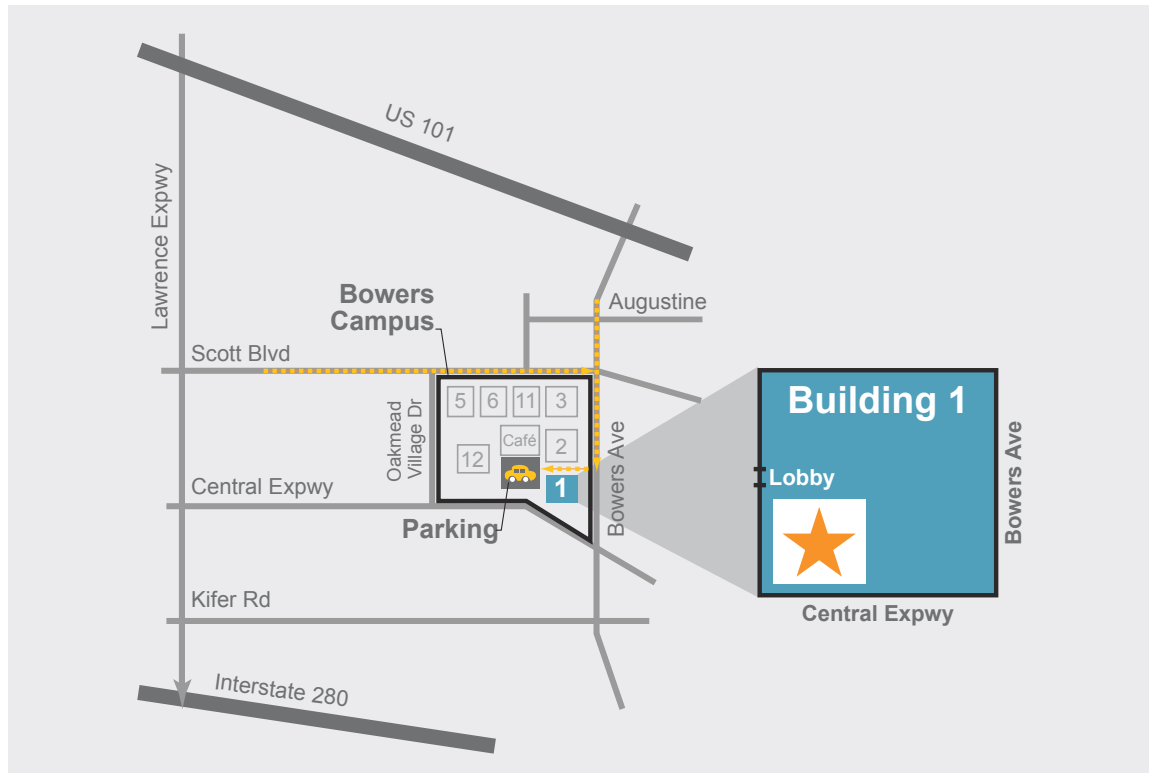 US 101
Lawrence Expwy
Bowers
Campus
Augustine
Scott Blvd
5
6
11
3
Oakmead
Village Dr
Café
2
12
1
Bowers Ave
Central Expwy
Parking
Kifer Rd
Interstate 280
Building 1
Lobby
Bowers Ave
Central Expwy